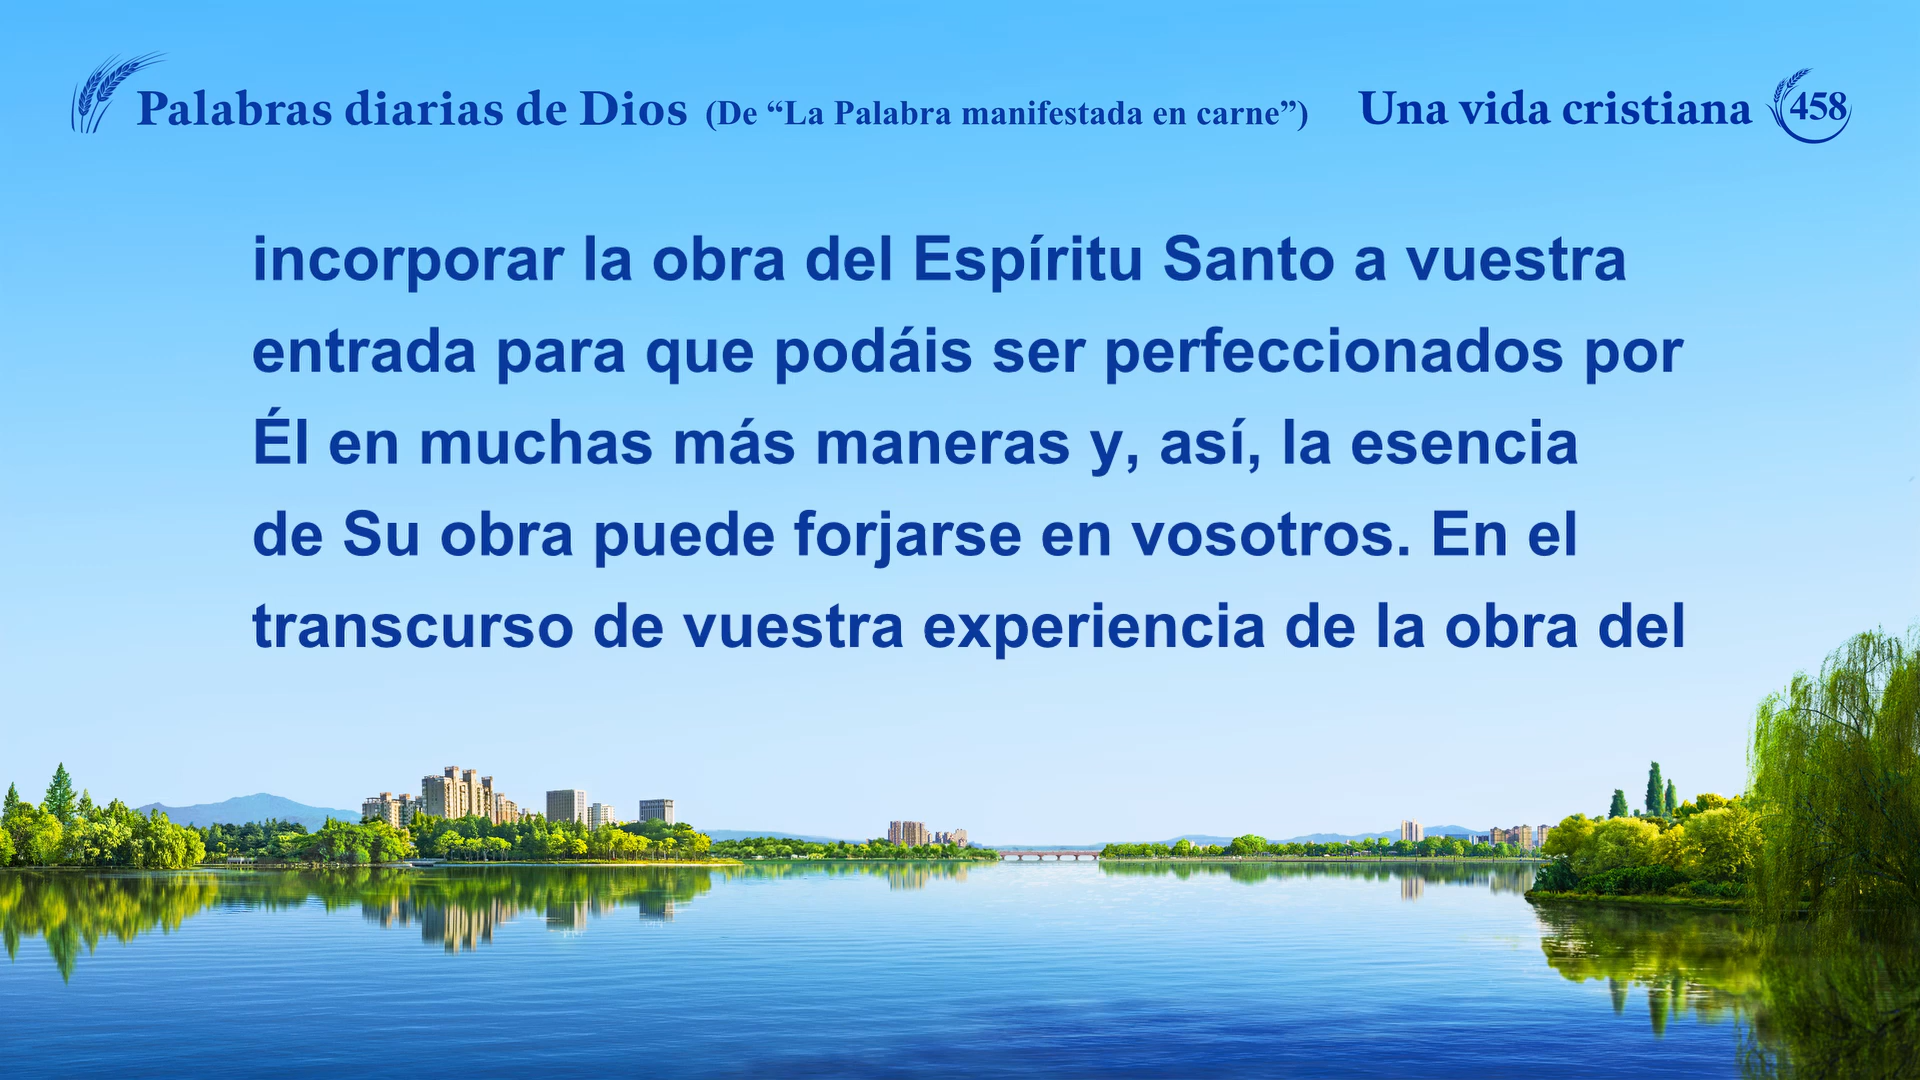 Palabras diarias de Dios (De “La Palabra manifestada en carne”) Una vida cristiana 458
incorporar la obra del Espíritu Santo a vuestra
entrada para que podáis ser perfeccionados por
Él en muchas más maneras y, así, la esencia
de Su obra puede forjarse en vosotros. En el
transcurso de vuestra experiencia de la obra del